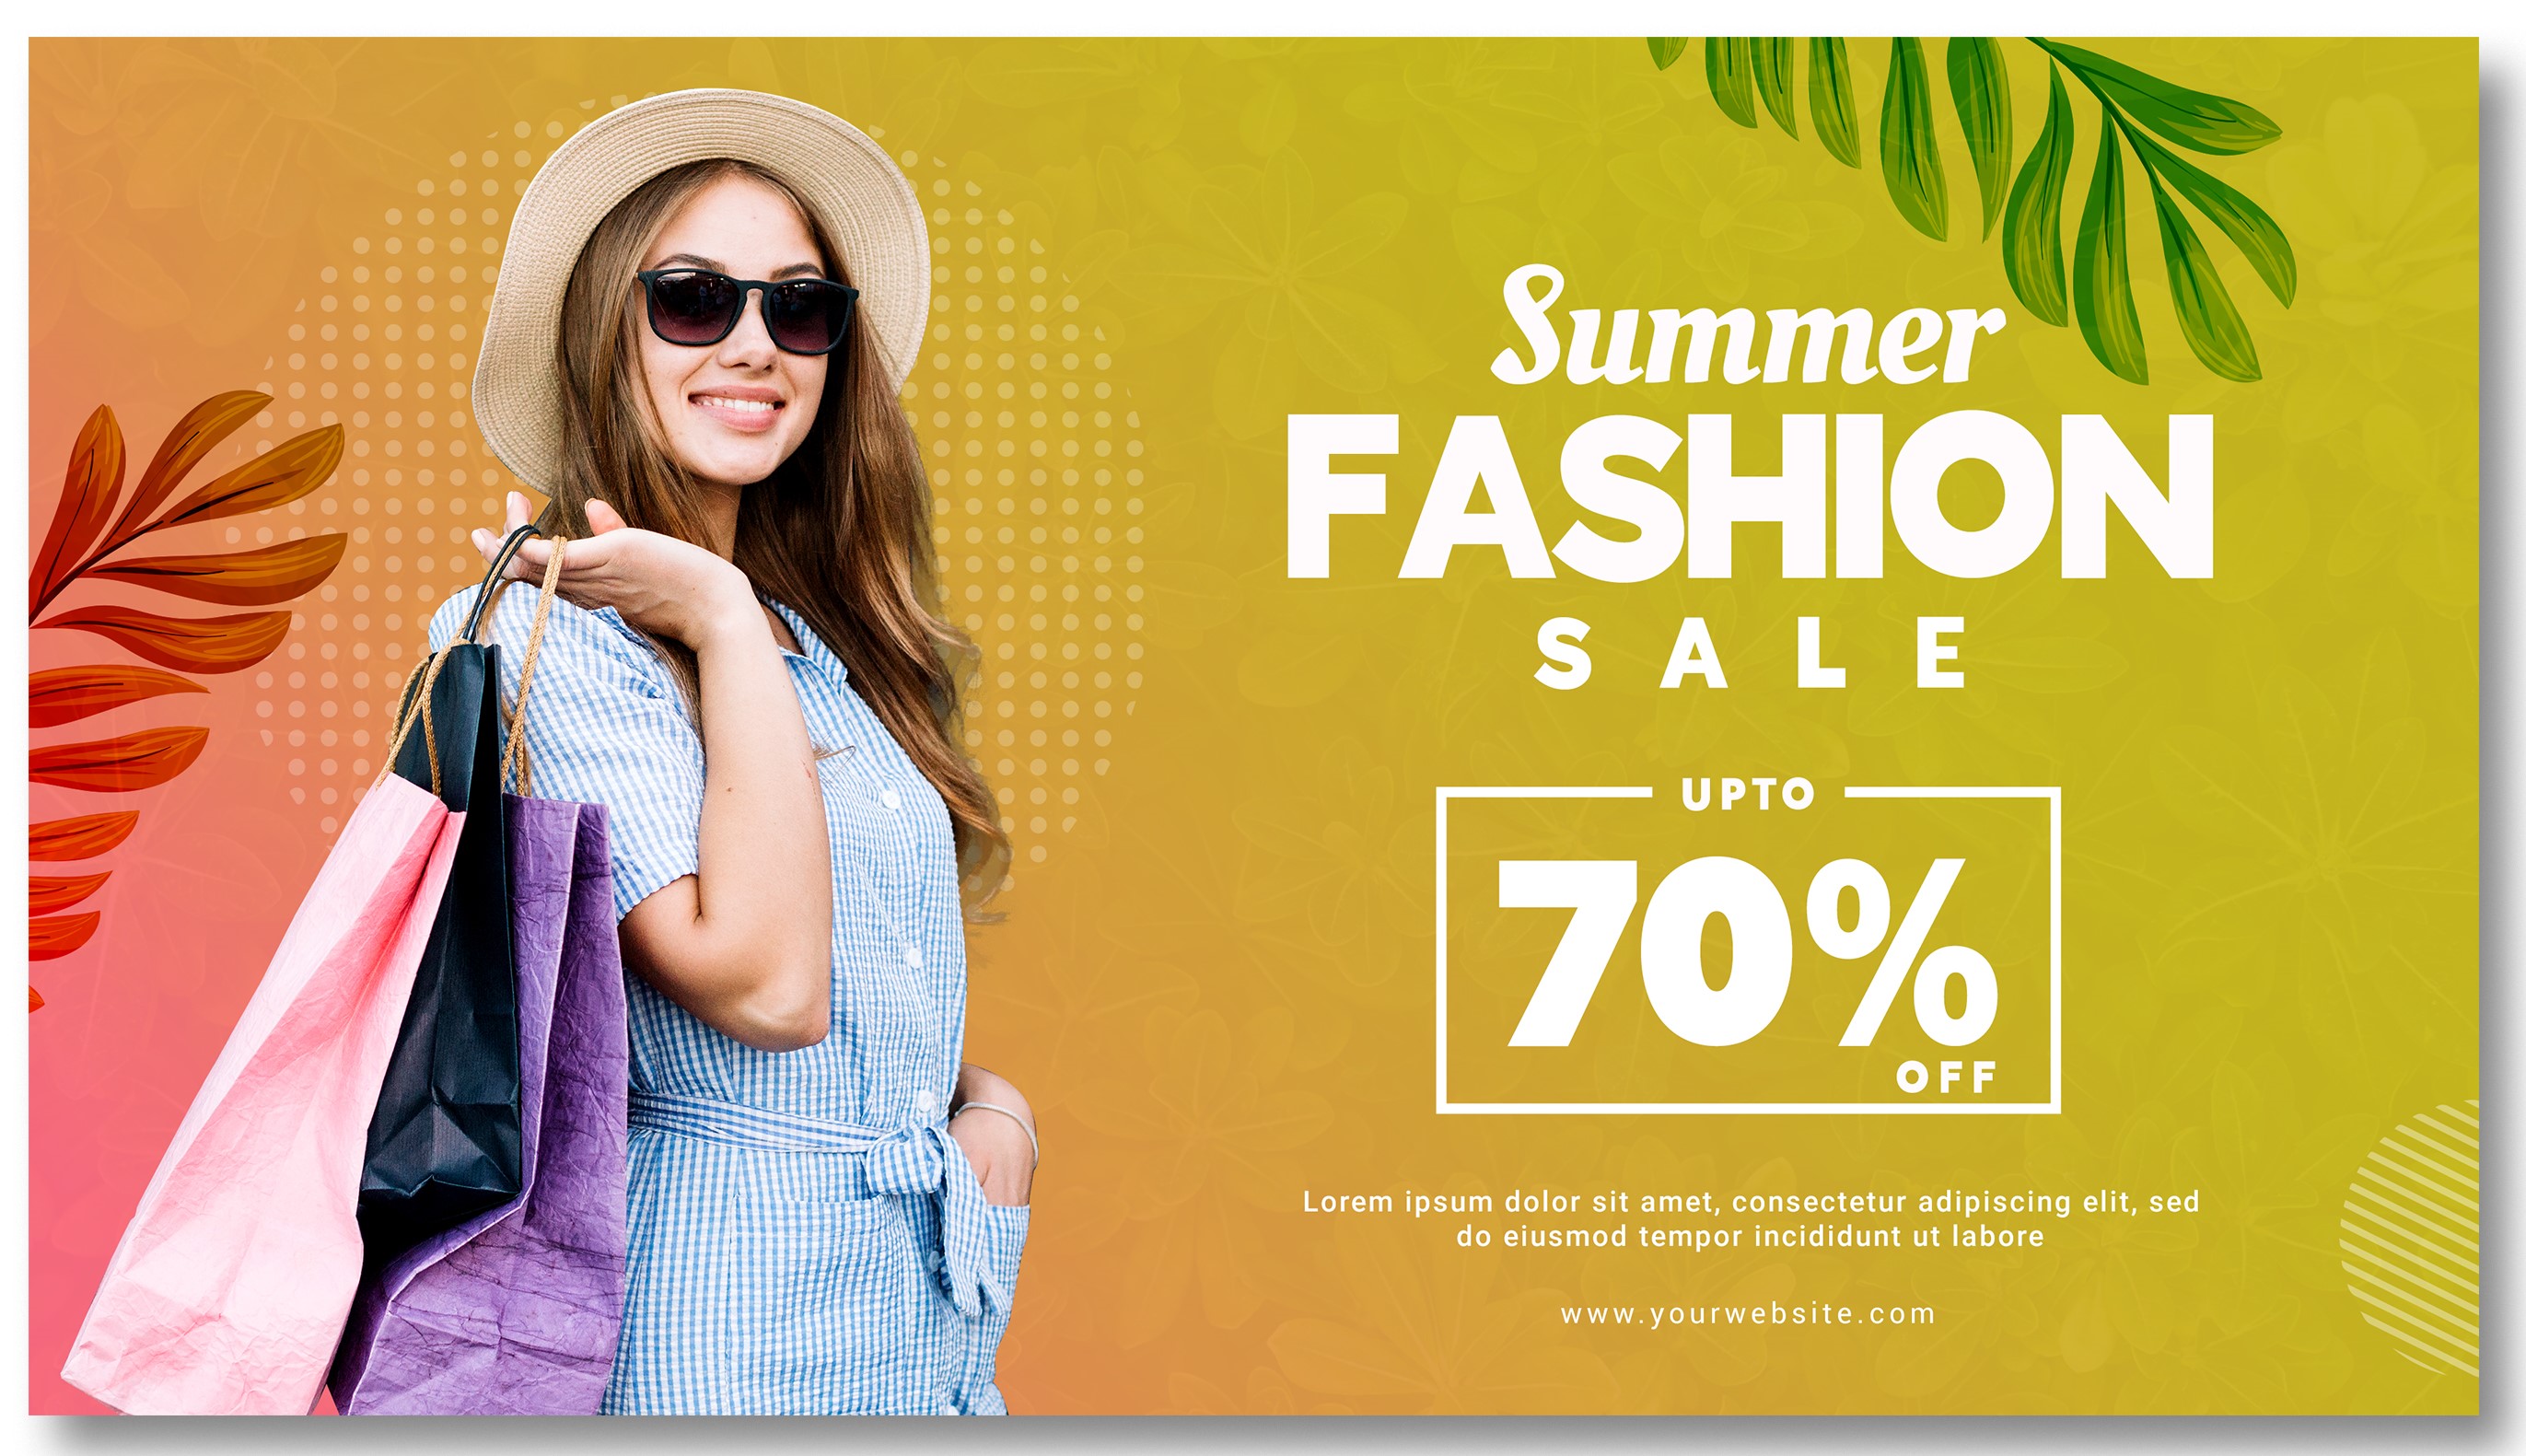 Summer
FASHION
SALE
UPTO
70%
OFF
Lorem ipsum dolor sit amet, consectetur adipiscing elit, sed
do eiusmod tempor incididunt ut labore
www.yourwebsite.com